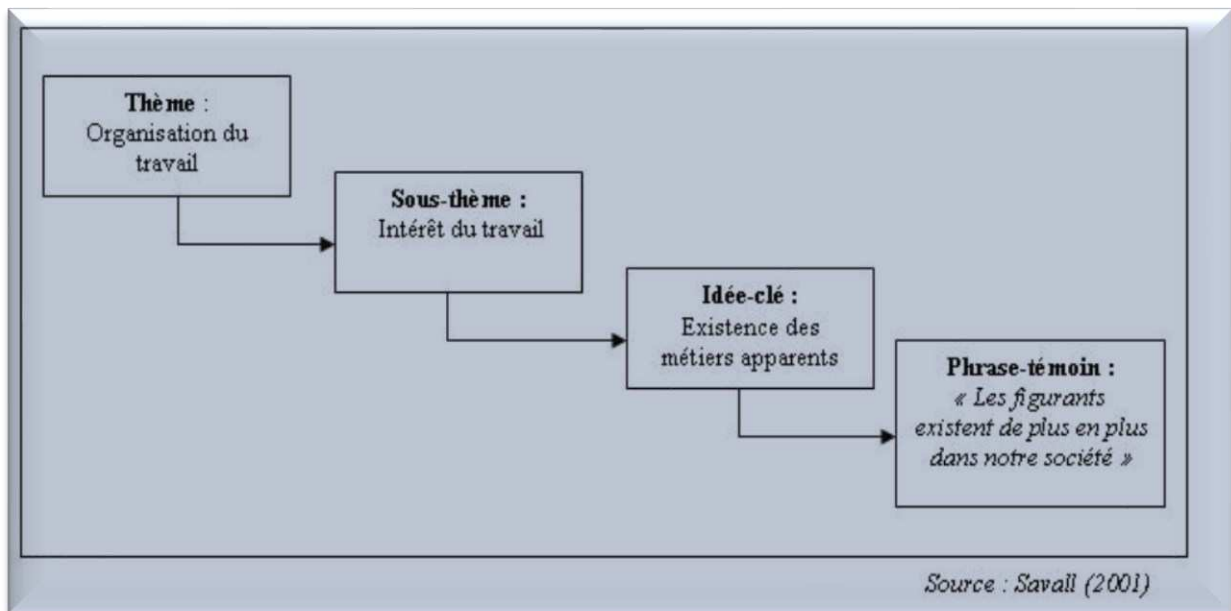 Thème :
Organisation du
travail
Sous-thème :
Intérêt du travail
Idée-clé :
Existence des
métiers apparents
Phrase-témoin :
« Les figurants
existent de plus en plus
dans notre société »
Source : Savall (2001)